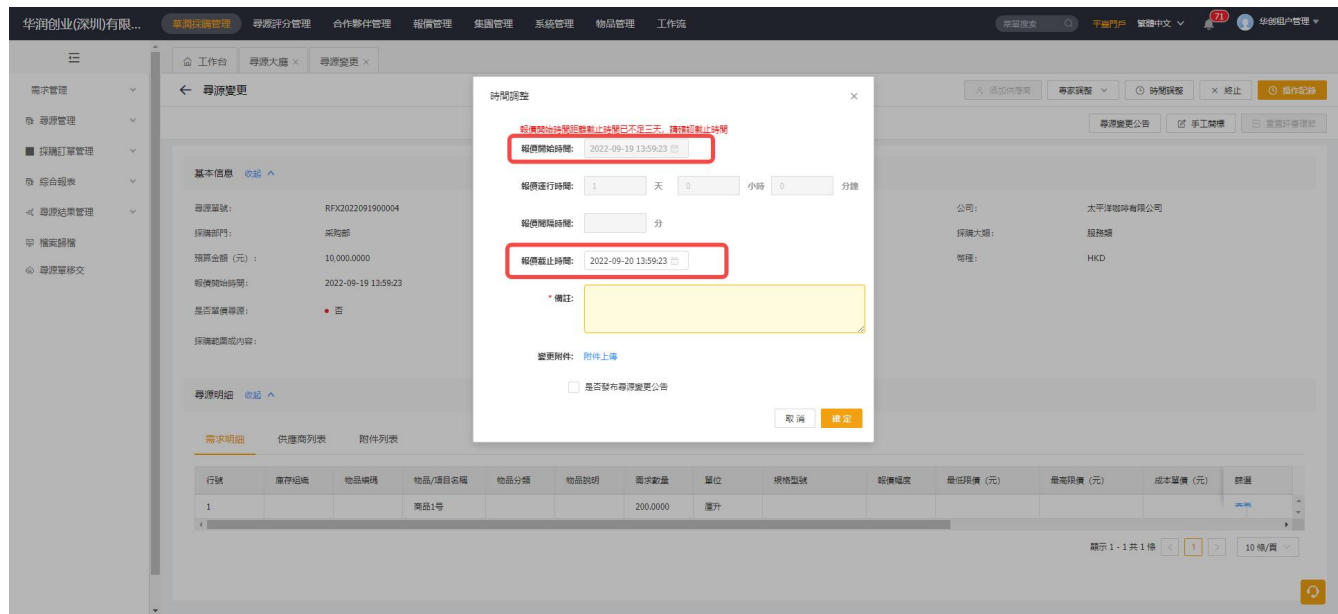 华润创业(深圳)有限... 華潤採購管理 尋源評分管理 合作夥伴管理 報價管理 集團管理 系統管理 物品管理 工作流 菜單搜索 平臺門戶 繁體中文 71 华创租户管理
工作台 尋源大廳 × 尋源變更 ×
需求管理
尋源管理
採購訂單管理
綜合報表
尋源結果管理
檔案歸檔
尋源單移交
← 尋源變更 添加供應商 專家調整 時間調整 × 終止 操作記錄
尋源變更公告 手工開標
基本信息 收起
尋源單號: RFX2022091900004 公司: 太平洋咖啡有限公司
採購部門: 采购部 採購大類: 服務類
預算金額（元）: 10,000.0000 幣種: HKD
報價開始時間: 2022-09-19 13:59:23
是否單價尋源: 否
採購範圍或內容:
時間調整 ×
報價開始時間距離截止時間已不足三天，請確認截止時間
報價開始時間: 2022-09-19 13:59:23
報價運行時間: 1 天 0 小時 0 分鐘
報價間隔時間: 分
報價截止時間: 2022-09-20 13:59:23
* 備註:
變更附件: 附件上傳
是否發布尋源變更公告
取消 確定
尋源明細 收起
需求明細 供應商列表 附件列表
行號 庫存組織 物品編碼 物品/項目名稱 物品分類 物品說明 需求數量 單位 規格型號 報價幅度 最低限價（元） 最高限價（元） 成本單價（元） 篩選
1 商品1号 200.0000 厘升
顯示 1 - 1 共 1 條 < 1 > 10 條/頁